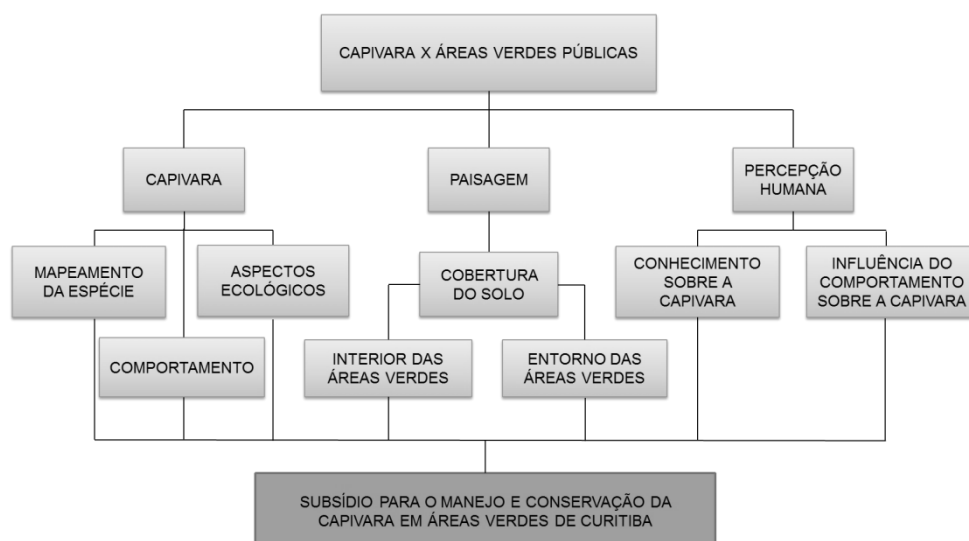 CAPIVARA X ÁREAS VERDES PÚBLICAS
CAPIVARA
PAISAGEM
PERCEPÇÃO
HUMANA
MAPEAMENTO
DA ESPÉCIE
ASPECTOS
ECOLÓGICOS
COBERTURA
DO SOLO
CONHECIMENTO
SOBRE A
CAPIVARA
INFLUÊNCIA DO
COMPORTAMENTO
SOBRE A CAPIVARA
COMPORTAMENTO
INTERIOR DAS
ÁREAS VERDES
ENTORNO DAS
ÁREAS VERDES
SUBSÍDIO PARA O MANEJO E CONSERVAÇÃO DA
CAPIVARA EM ÁREAS VERDES DE CURITIBA